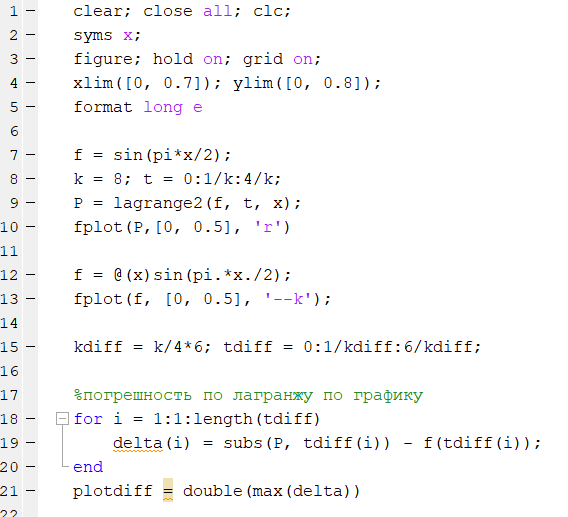 1 clear; close all; clc;
2 syms x;
3 figure; hold on; grid on;
4 xlim([0, 0.7]); ylim([0, 0.8]);
5 format long e
6
7 f = sin(pi*x/2);
8 k = 8; t = 0:1/k:4/k;
9 P = lagrange2(f, t, x);
10 fplot(P,[0, 0.5], 'r')
11
12 f = @(x)sin(pi.*x./2);
13 fplot(f, [0, 0.5], '--k');
14
15 kdiff = k/4*6; tdiff = 0:1/kdiff:6/kdiff;
16
17 %погрешность по лагранжу по графику
18 for i = 1:1:length(tdiff)
19 delta(i) = subs(P, tdiff(i)) - f(tdiff(i));
20 end
21 plotdiff = double(max(delta))
22